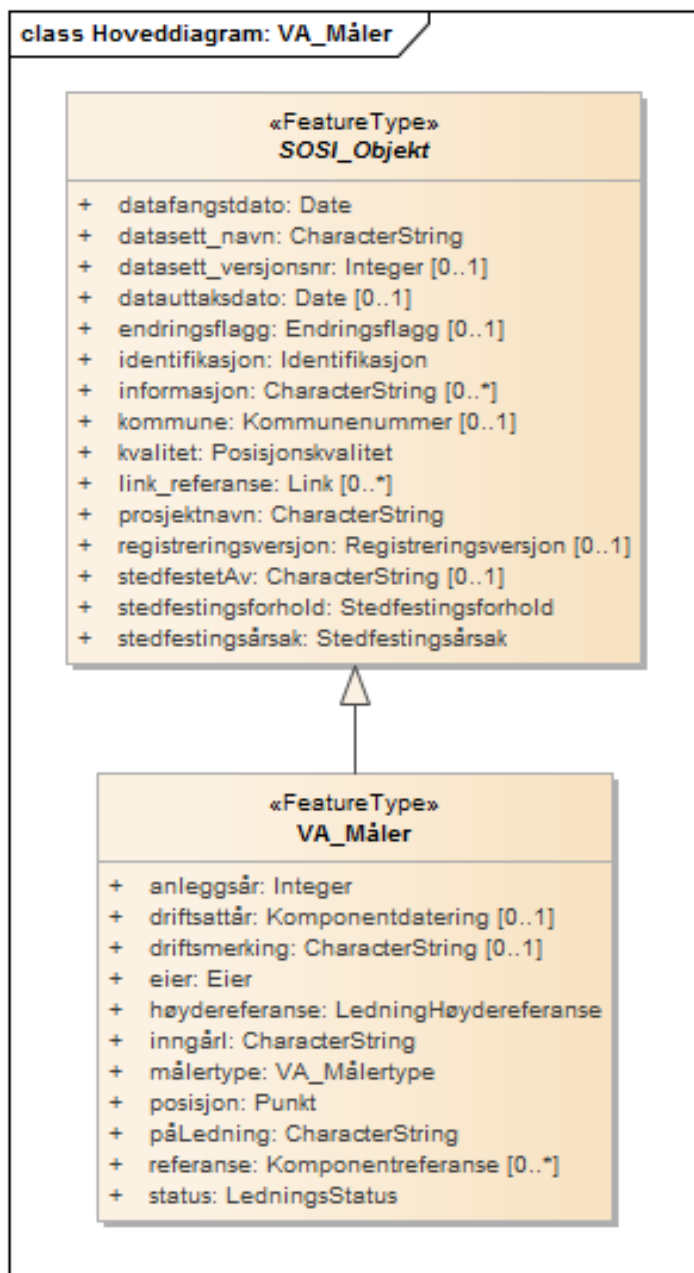 class Hoveddiagram: VA_Måler
«FeatureType»
SOSI_Objekt
+ datafangstdato: Date
+ datasett_navn: CharacterString
+ datasett_versjonsnr: Integer [0..1]
+ datauttaksdato: Date [0..1]
+ endringsflagg: Endringsflagg [0..1]
+ identifikasjon: Identifikasjon
+ informasjon: CharacterString [0..*]
+ kommune: Kommunenummer [0..1]
+ kvalitet: Posisjonskvalitet
+ link_referanse: Link [0..*]
+ prosjektnavn: CharacterString
+ registreringsversjon: Registreringsversjon [0..1]
+ stedfestetAv: CharacterString [0..1]
+ stedfestingsforhold: Stedfestingsforhold
+ stedfestingsårsak: Stedfestingsårsak
«FeatureType»
VA_Måler
+ anleggsår: Integer
+ driftsattår: Komponentdatering [0..1]
+ driftsmerking: CharacterString [0..1]
+ eier: Eier
+ høydereferanse: LedningHøydereferanse
+ inngårI: CharacterString
+ målertype: VA_Målertype
+ posisjon: Punkt
+ påLedning: CharacterString
+ referanse: Komponentreferanse [0..*]
+ status: LedningsStatus